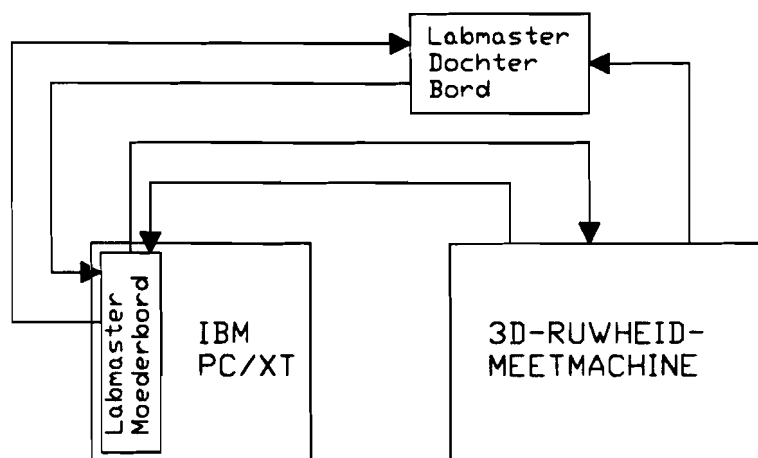 Labmaster
Dochter
Bord
Labmaster
Moederbord
IBM
PC/XT
3D-RUWHEID-
MEETMACHINE